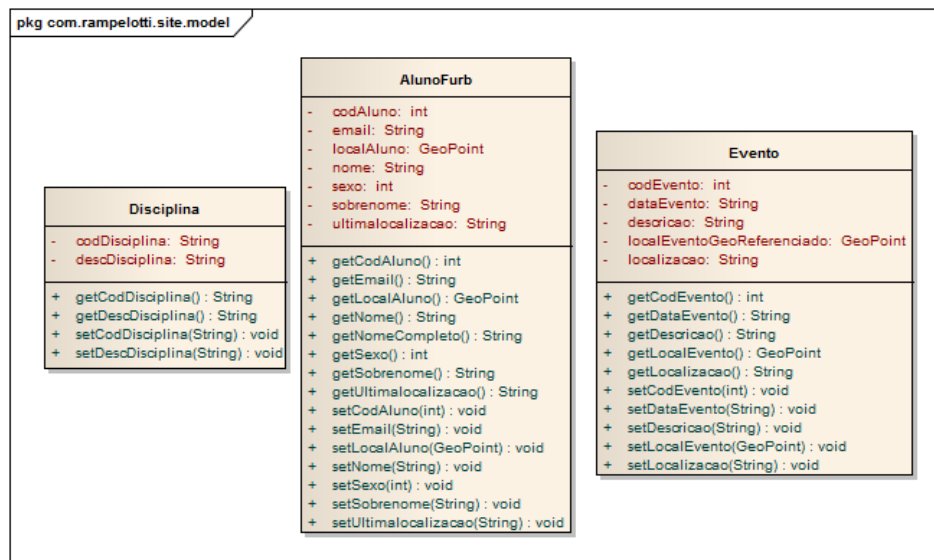 pkg com.rampelotti.site.model
Disciplina
- codDisciplina: String
- descDisciplina: String
+ getCodDisciplina() : String
+ getDescDisciplina() : String
+ setCodDisciplina(String) : void
+ setDescDisciplina(String) : void
AlunoFurb
- codAluno: int
- email: String
- localAluno: GeoPoint
- nome: String
- sexo: int
- sobrenome: String
- ultimalocalizacao: String
+ getCodAluno() : int
+ getEmail() : String
+ getLocalAluno() : GeoPoint
+ getNome() : String
+ getNomeCompleto() : String
+ getSexo() : int
+ getSobrenome() : String
+ getUltimalocalizacao() : String
+ setCodAluno(int) : void
+ setEmail(String) : void
+ setLocalAluno(GeoPoint) : void
+ setNome(String) : void
+ setSexo(int) : void
+ setSobrenome(String) : void
+ setUltimalocalizacao(String) : void
Evento
- codEvento: int
- dataEvento: String
- descricao: String
- localEventoGeoReferenciado: GeoPoint
- localizacao: String
+ getCodEvento() : int
+ getDataEvento() : String
+ getDescricao() : String
+ getLocalEvento() : GeoPoint
+ getLocalizacao() : String
+ setCodEvento(int) : void
+ setDataEvento(String) : void
+ setDescricao(String) : void
+ setLocalEvento(GeoPoint) : void
+ setLocalizacao(String) : void